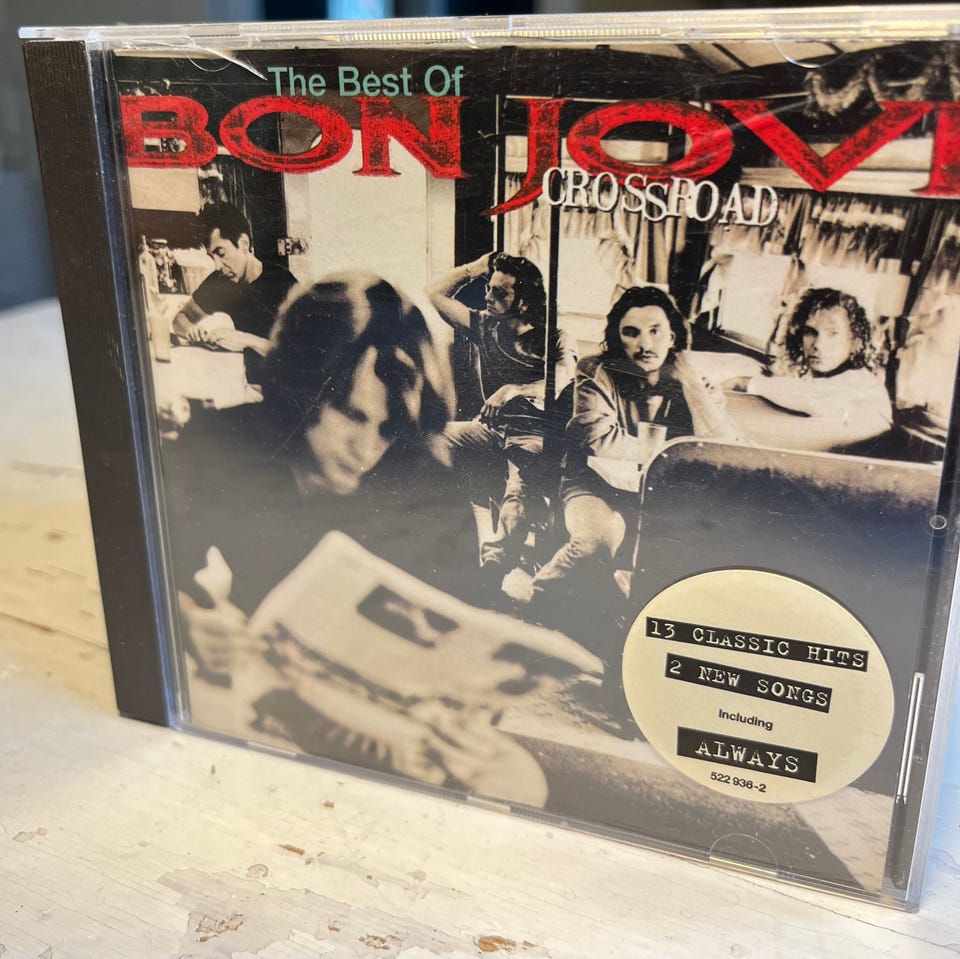 The Best Of
BON JOVI
CROSSROAD
13 CLASSIC HITS
2 NEW SONGS
Including
ALWAYS
522 936-2